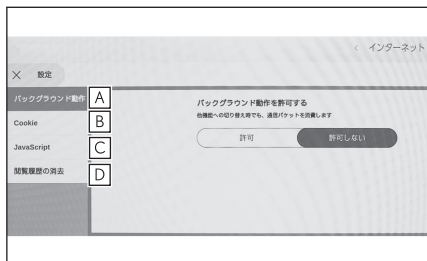 < インターネット
× 設定
バックグラウンド動作 A
Cookie B
JavaScript C
閲覧履歴の消去 D
バックグラウンド動作を許可する
他機能への切り替え時でも、通信パケットを消費します
許可 許可しない